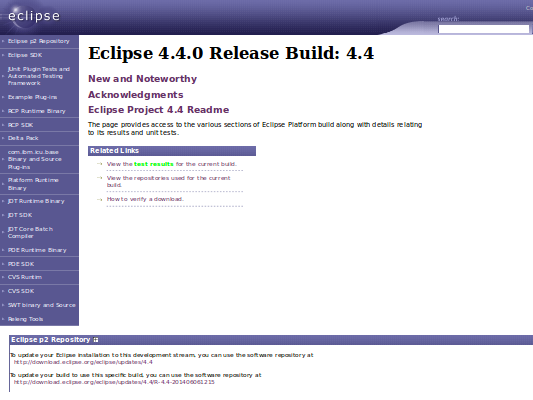 eclipse
Co
search:
Eclipse p2 Repository
Eclipse SDK
JUnit Plugin Tests and
Automated Testing
Framework
Example Plug-ins
RCP Runtime Binary
RCP SDK
Delta Pack
com.ibm.icu.base
Binary and Source
Plug-ins
Platform Runtime
Binary
JDT Runtime Binary
JDT SDK
JDT Core Batch
Compiler
PDE Runtime Binary
PDE SDK
CVS Runtim
CVS SDK
SWT binary and Source
Releng Tools
Eclipse 4.4.0 Release Build: 4.4
New and Noteworthy
Acknowledgments
Eclipse Project 4.4 Readme
The page provides access to the various sections of Eclipse Platform build along with details relating
to its results and unit tests.
Related Links
View the test results for the current build.
View the repositories used for the current
build.
How to verify a download.
Eclipse p2 Repository
To update your Eclipse installation to this development stream, you can use the software repository at
http://download.eclipse.org/eclipse/updates/4.4
To update your build to use this specific build, you can use the software repository at
http://download.eclipse.org/eclipse/updates/4.4/R-4.4-201406061215